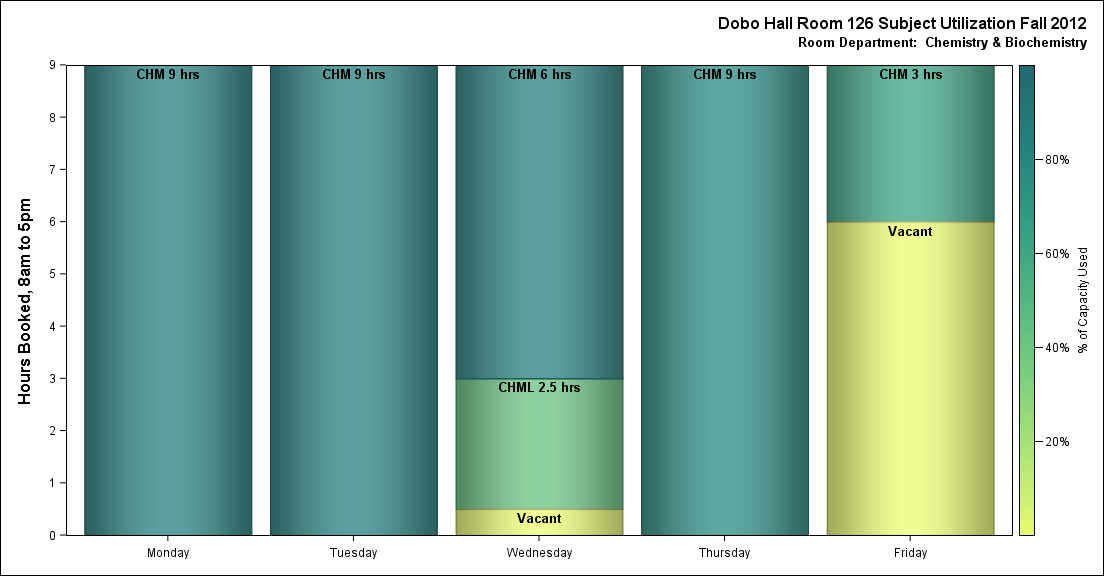 Dobo Hall Room 126 Subject Utilization Fall 2012
Room Department: Chemistry & Biochemistry
Hours Booked, 8am to 5pm
9
8
7
6
5
4
3
2
1
0
CHM 9 hrs
CHM 9 hrs
CHM 6 hrs
CHML 2.5 hrs
Vacant
CHM 9 hrs
CHM 3 hrs
Vacant
Monday
Tuesday
Wednesday
Thursday
Friday
80%
60%
40%
20%
% of Capacity Used